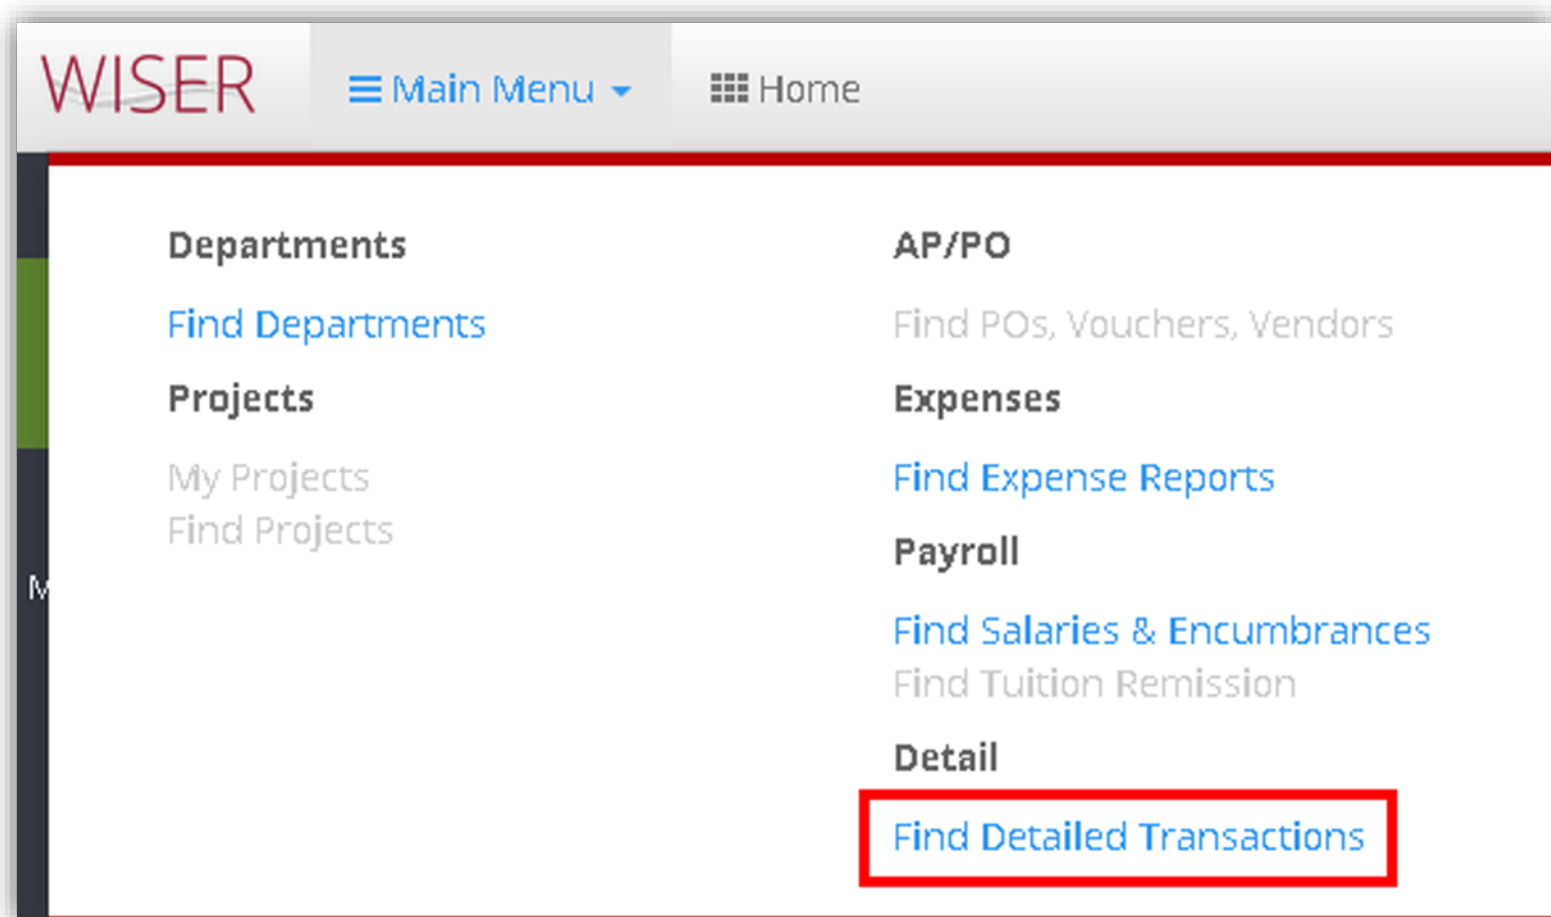 WISER
Main Menu
Home
Departments
Find Departments
Projects
My Projects
Find Projects
M
AP/PO
Find POs, Vouchers, Vendors
Expenses
Find Expense Reports
Payroll
Find Salaries & Encumbrances
Find Tuition Remission
Detail
Find Detailed Transactions